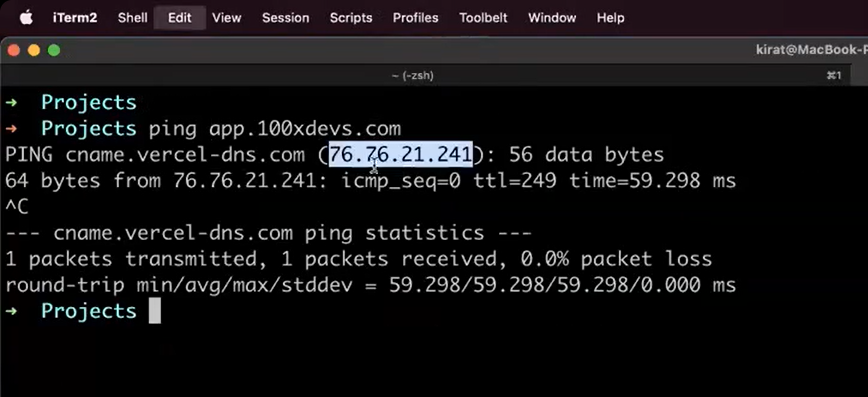 iTerm2 Shell Edit View Session Scripts Profiles Toolbelt Window Help
~ (-zsh) kirat@MacBook-P ⌘1
➜ Projects
➜ Projects ping app.100xdevs.com
PING cname.vercel-dns.com (76.76.21.241): 56 data bytes
64 bytes from 76.76.21.241: icmp_seq=0 ttl=249 time=59.298 ms
^C
--- cname.vercel-dns.com ping statistics ---
1 packets transmitted, 1 packets received, 0.0% packet loss
round-trip min/avg/max/stddev = 59.298/59.298/59.298/0.000 ms
➜ Projects